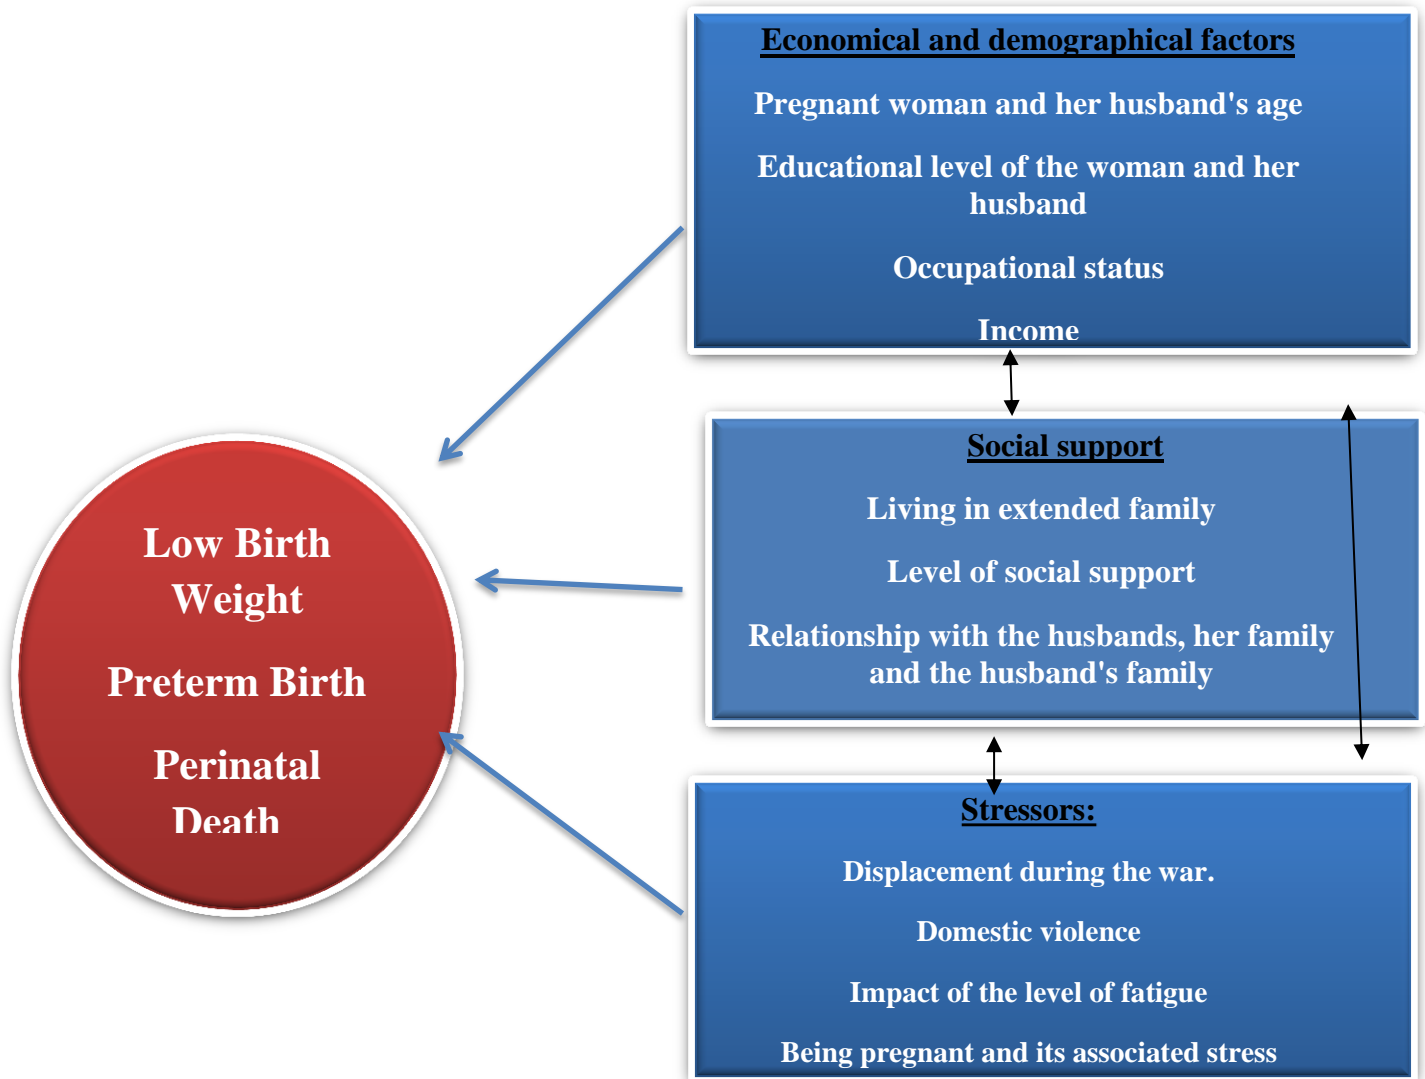 Economical and demographical factors
Pregnant woman and her husband's age
Educational level of the woman and her
husband
Occupational status
Income
Social support
Living in extended family
Level of social support
Relationship with the husbands, her family
and the husband's family
Stressors:
Displacement during the war.
Domestic violence
Impact of the level of fatigue
Being pregnant and its associated stress
Low Birth
Weight
Preterm Birth
Perinatal
Death